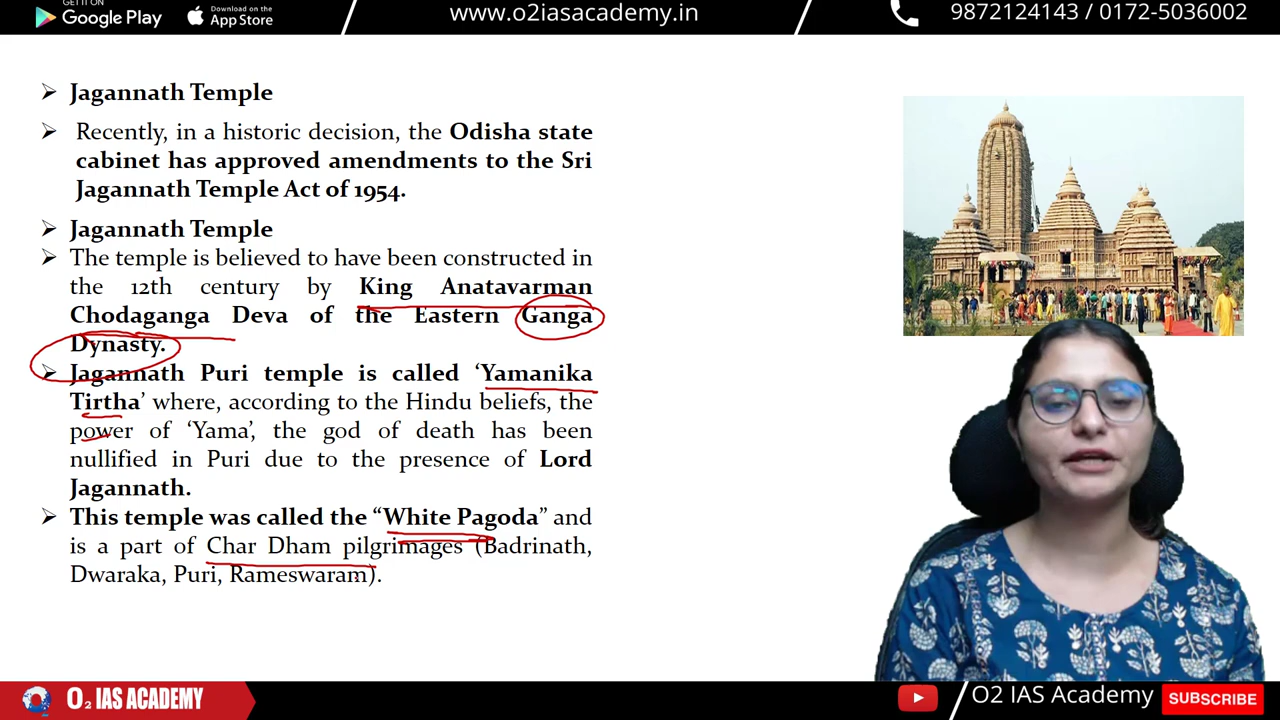 GET IT ON
Google Play
Download on the
App Store
www.o2iasacademy.in
9872124143 / 0172-5036002
➢ Jagannath Temple
➢ Recently, in a historic decision, the Odisha state
cabinet has approved amendments to the Sri
Jagannath Temple Act of 1954.
➢ Jagannath Temple
➢ The temple is believed to have been constructed in
the 12th century by King Anatavarman
Chodaganga Deva of the Eastern Ganga
Dynasty.
➢ Jagannath Puri temple is called ‘Yamanika
Tirtha’ where, according to the Hindu beliefs, the
power of ‘Yama’, the god of death has been
nullified in Puri due to the presence of Lord
Jagannath.
➢ This temple was called the “White Pagoda” and
is a part of Char Dham pilgrimages (Badrinath,
Dwaraka, Puri, Rameswaram).
O2 IAS ACADEMY
O2 IAS Academy
SUBSCRIBE